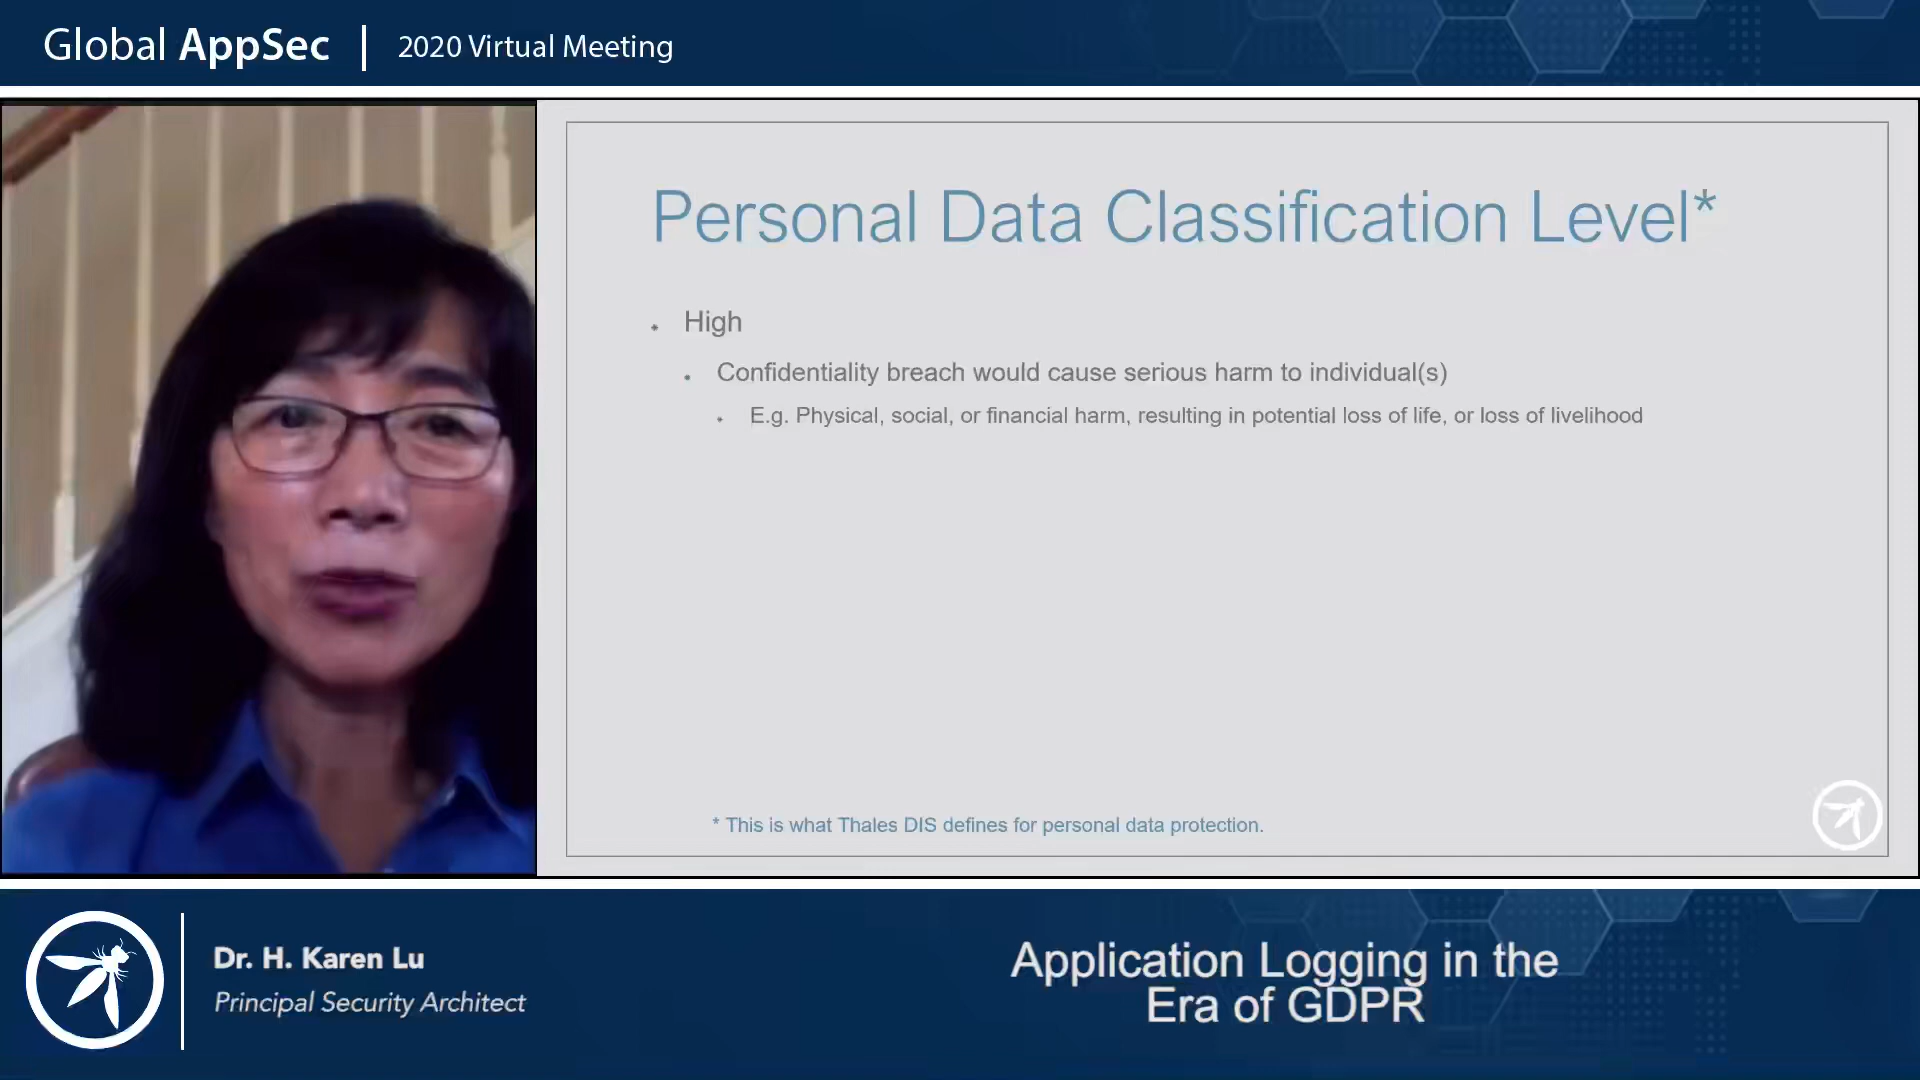 Global AppSec | 2020 Virtual Meeting
Personal Data Classification Level*
High
Confidentiality breach would cause serious harm to individual(s)
E.g. Physical, social, or financial harm, resulting in potential loss of life, or loss of livelihood
* This is what Thales DIS defines for personal data protection.
Dr. H. Karen Lu
Principal Security Architect
Application Logging in the
Era of GDPR